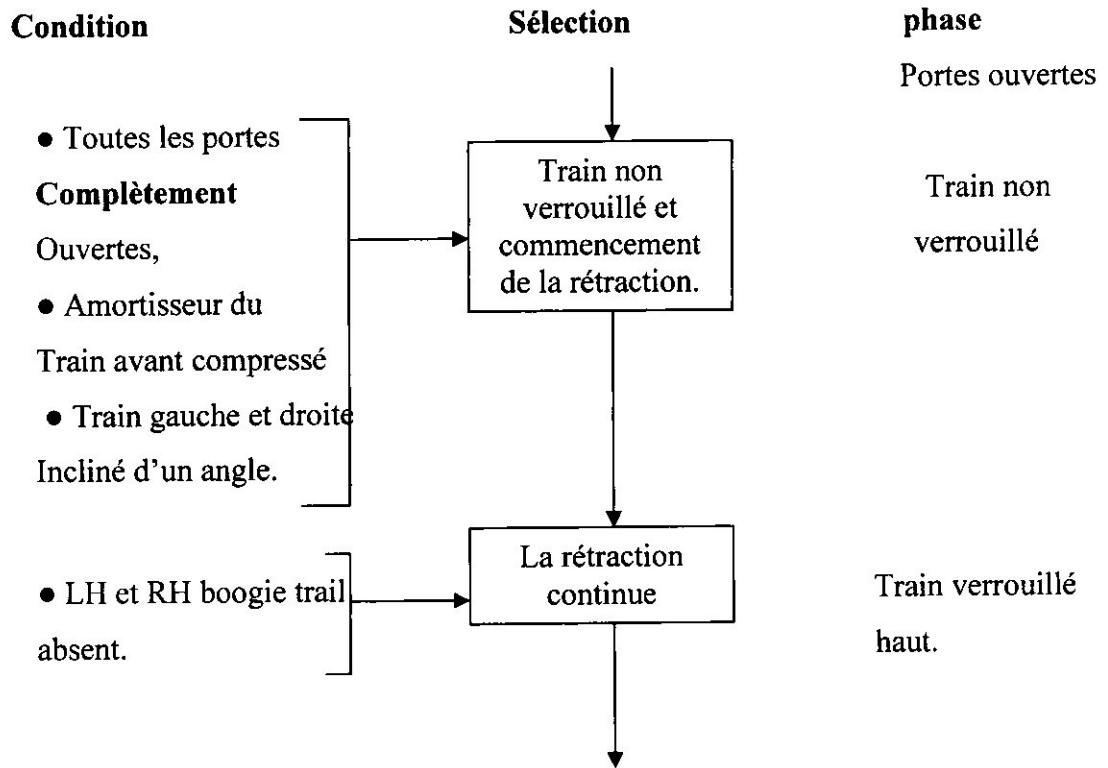 Condition
Sélection
phase
Portes ouvertes
● Toutes les portes
Complètement
Ouvertes,
● Amortisseur du
Train avant compressé
● Train gauche et droite
Incliné d'un angle.
Train non
verrouillé et
commencement
de la rétraction.
Train non
verrouillé
● LH et RH boogie trail
absent.
La rétraction
continue
Train verrouillé
haut.